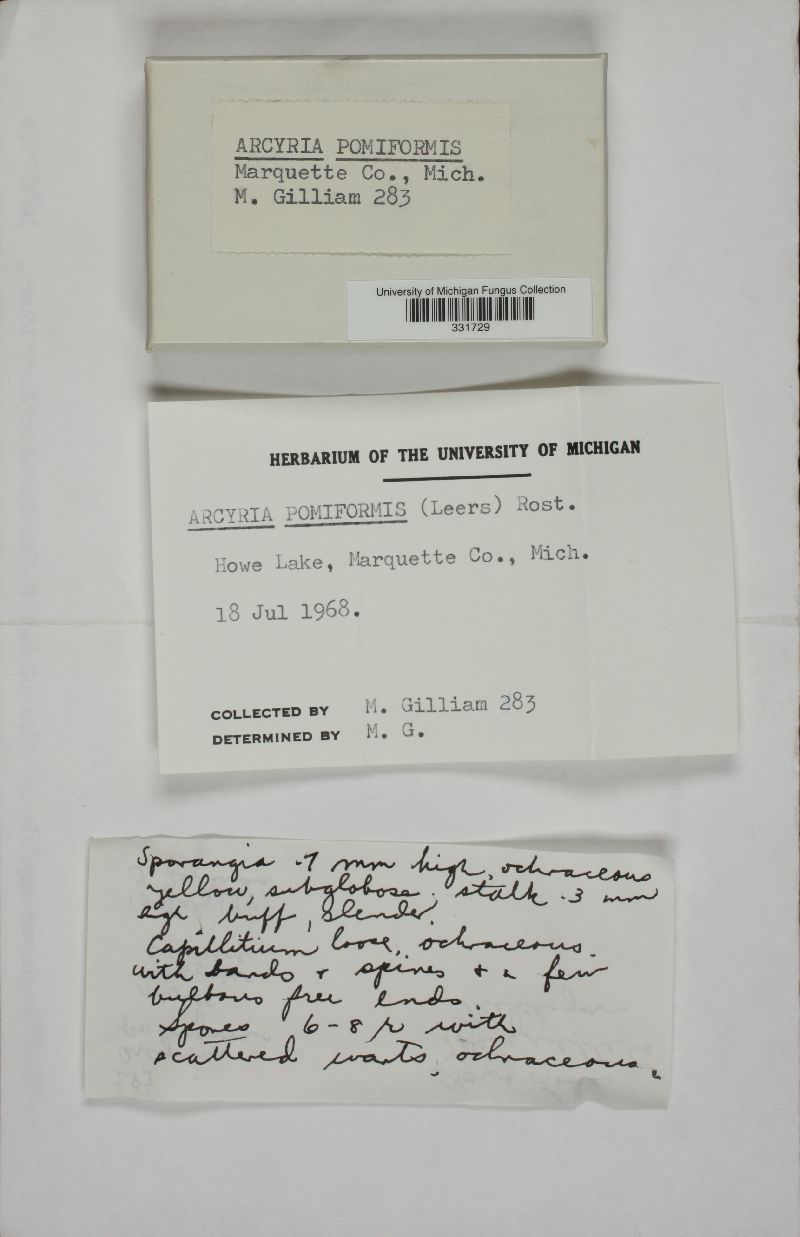 ARCYRIA POMIFORMIS
Marquette Co., Mich.
M. Gilliam 283
University of Michigan Fungus Collection
331729
HERBARIUM OF THE UNIVERSITY OF MICHIGAN
ARCYRIA POMIFORMIS (Leers) Rost.
Howe Lake, Marquette Co., Mich.
18 Jul 1968.
COLLECTED BY M. Gilliam 283
DETERMINED BY M. G.
Sporangia .7 mm high, ochraceous
yellow, subglobose, stalk .3 mm
high, buff, slender.
Capillitium loose, ochraceous.
with bands + spines + a few
bulbous free ends.
Spores 6-8 μ with
scattered warts, ochraceous.